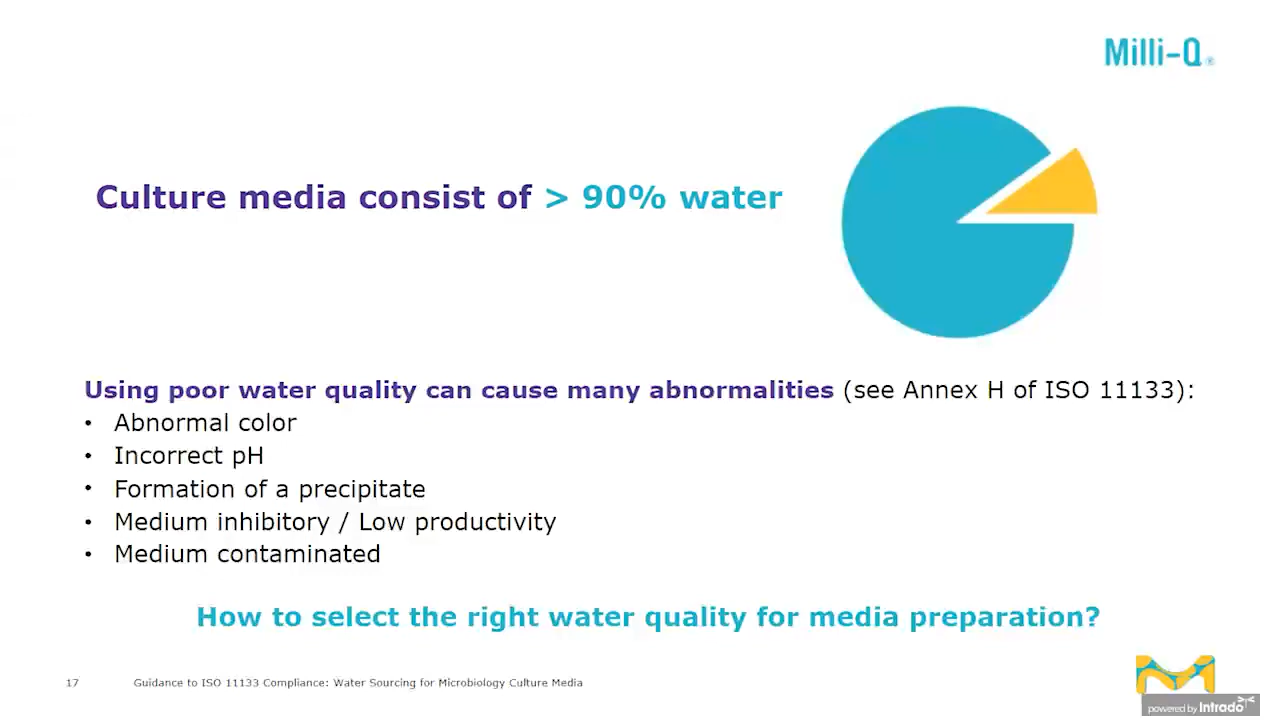 Milli-Q®
Culture media consist of > 90% water
Using poor water quality can cause many abnormalities (see Annex H of ISO 11133):
• Abnormal color
• Incorrect pH
• Formation of a precipitate
• Medium inhibitory / Low productivity
• Medium contaminated
How to select the right water quality for media preparation?
17 Guidance to ISO 11133 Compliance: Water Sourcing for Microbiology Culture Media
M
powered by Intrado